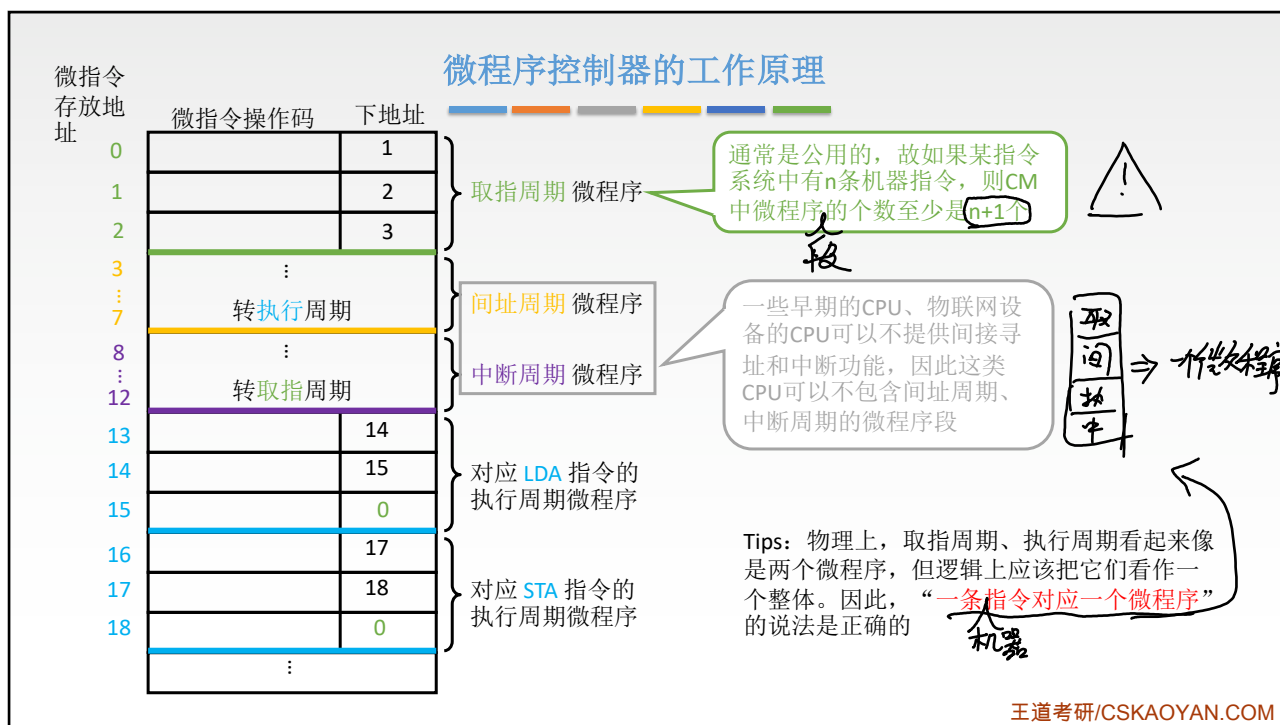 微程序控制器的工作原理
微指令
存放地
址
微指令操作码 下地址
0 1
1 2
2 3
3
⋮ ⋮
7 转执行周期
8 ⋮
⋮
12 转取指周期
13 14
14 15
15 0
16 17
17 18
18 0
⋮
取指周期 微程序
间址周期 微程序
中断周期 微程序
对应 LDA 指令的
执行周期微程序
对应 STA 指令的
执行周期微程序
通常是公用的，故如果某指令
系统中有n条机器指令，则CM
中微程序的个数至少是n+1个
段
!
一些早期的CPU、物联网设
备的CPU可以不提供间接寻
址和中断功能，因此这类
CPU可以不包含间址周期、
中断周期的微程序段
取
间
执
中
⇒ 一个微程序
Tips：物理上，取指周期、执行周期看起来像
是两个微程序，但逻辑上应该把它们看作一
个整体。因此，“一条指令对应一个微程序”
的说法是正确的
机器
王道考研/CSKAOYAN.COM